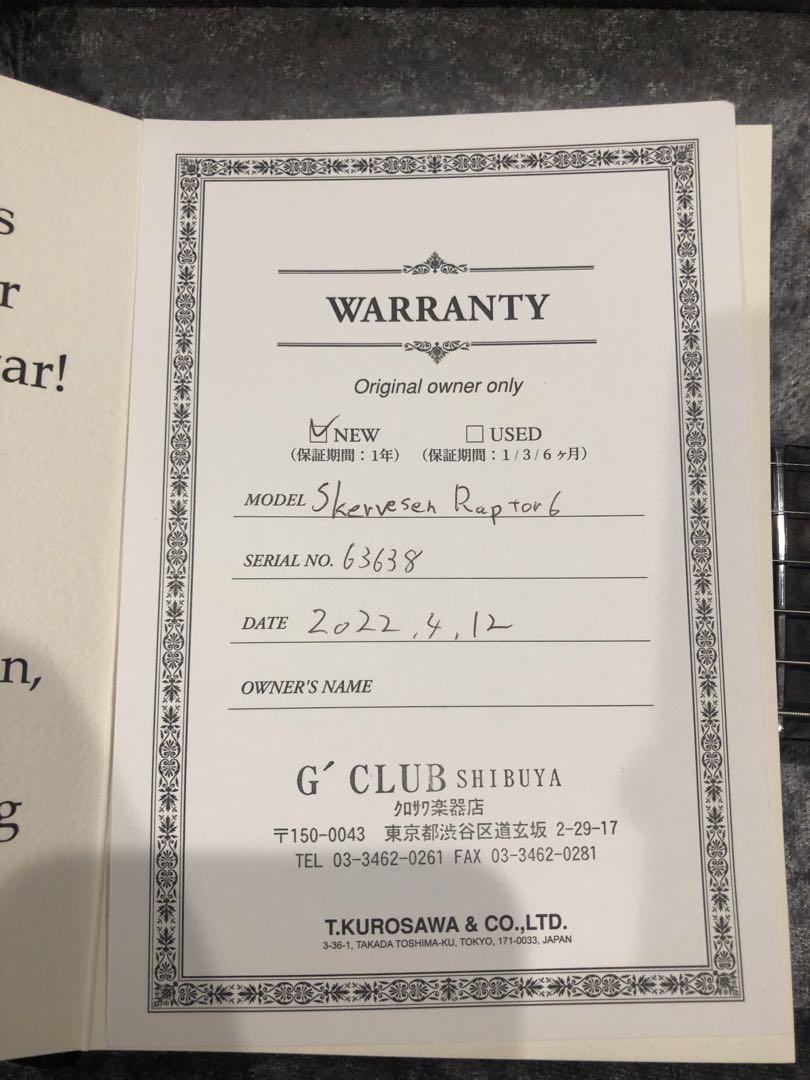 s
r
ar!
n,
g
WARRANTY
Original owner only
☑NEW □USED
(保証期間：1年) (保証期間：1/3/6ヶ月)
MODEL Skervesen Raptor6
SERIAL NO. 63638
DATE 2022.4.12
OWNER'S NAME
G' CLUB SHIBUYA
クロサワ楽器店
〒150-0043 東京都渋谷区道玄坂 2-29-17
TEL 03-3462-0261 FAX 03-3462-0281
T.KUROSAWA & CO.,LTD.
3-36-1, TAKADA TOSHIMA-KU, TOKYO, 171-0033, JAPAN